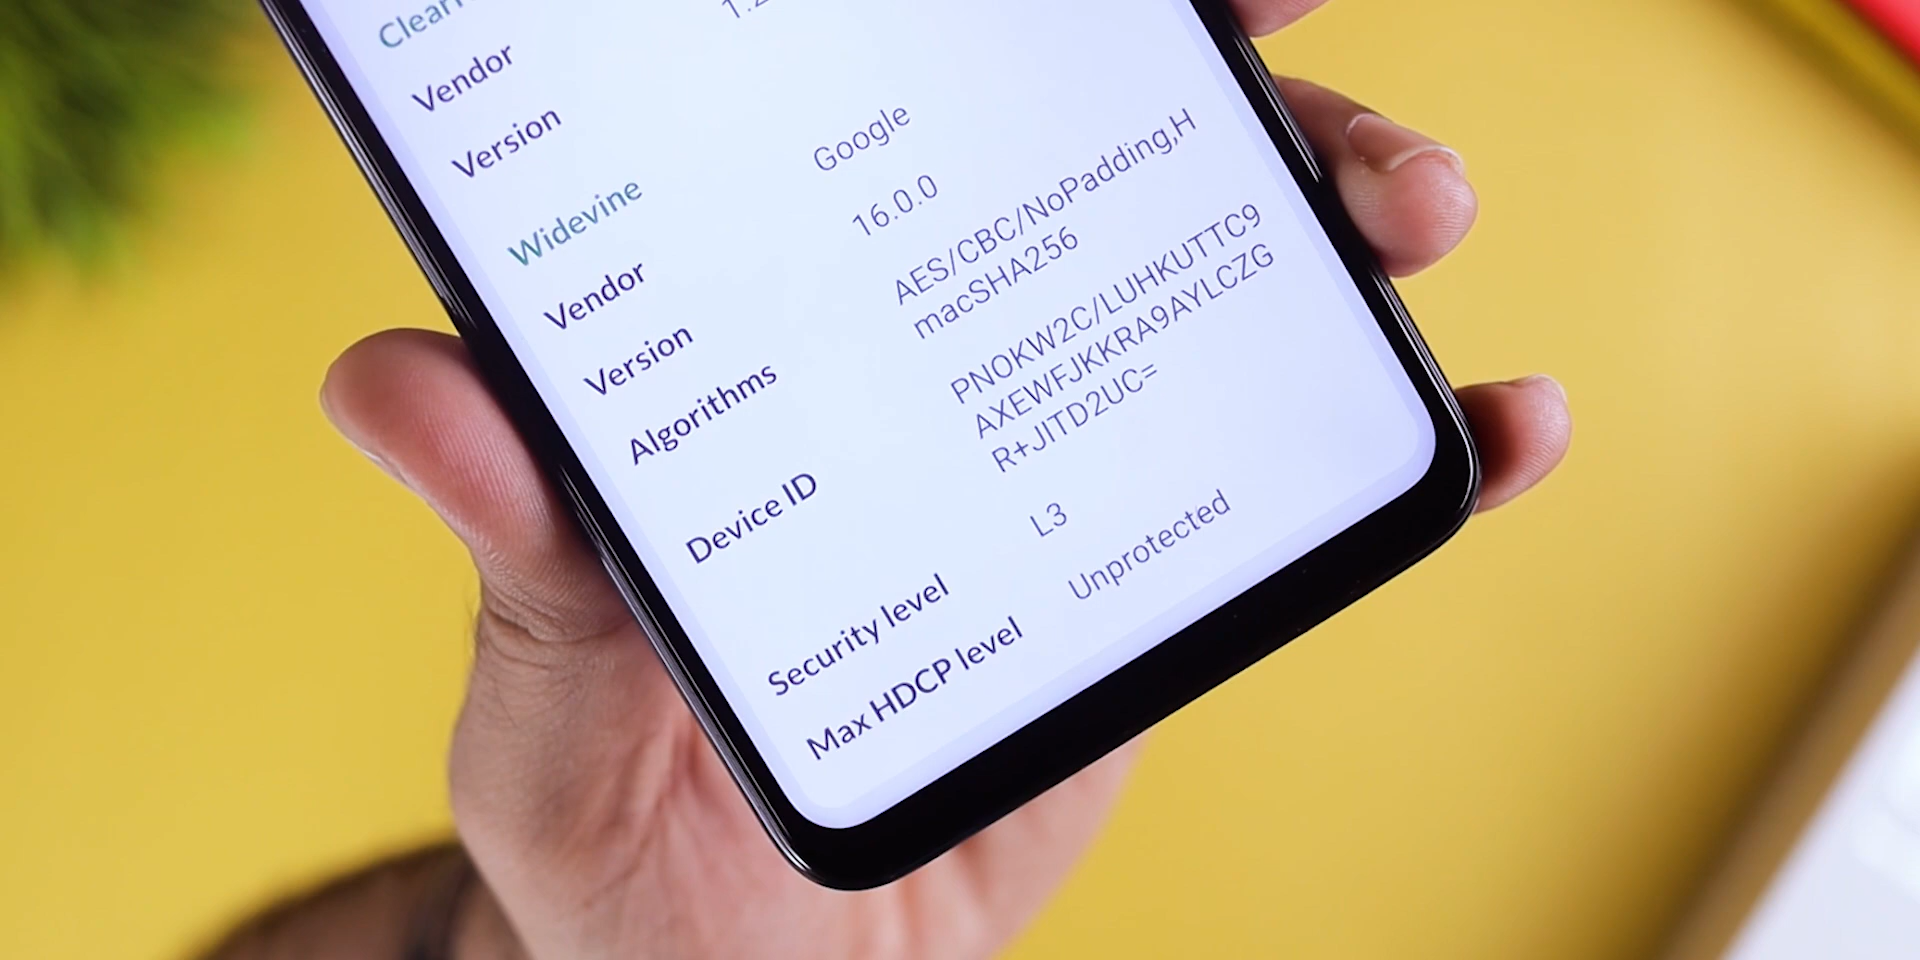 Vendor
Version
Widevine
Vendor Google
Version 16.0.0
Algorithms AES/CBC/NoPadding,H
macSHA256
Device ID PNOKW2C/LUHKUTTC9
AXEWFJKKRA9AYLCZG
R+JITD2UC=
Security level L3
Max HDCP level Unprotected